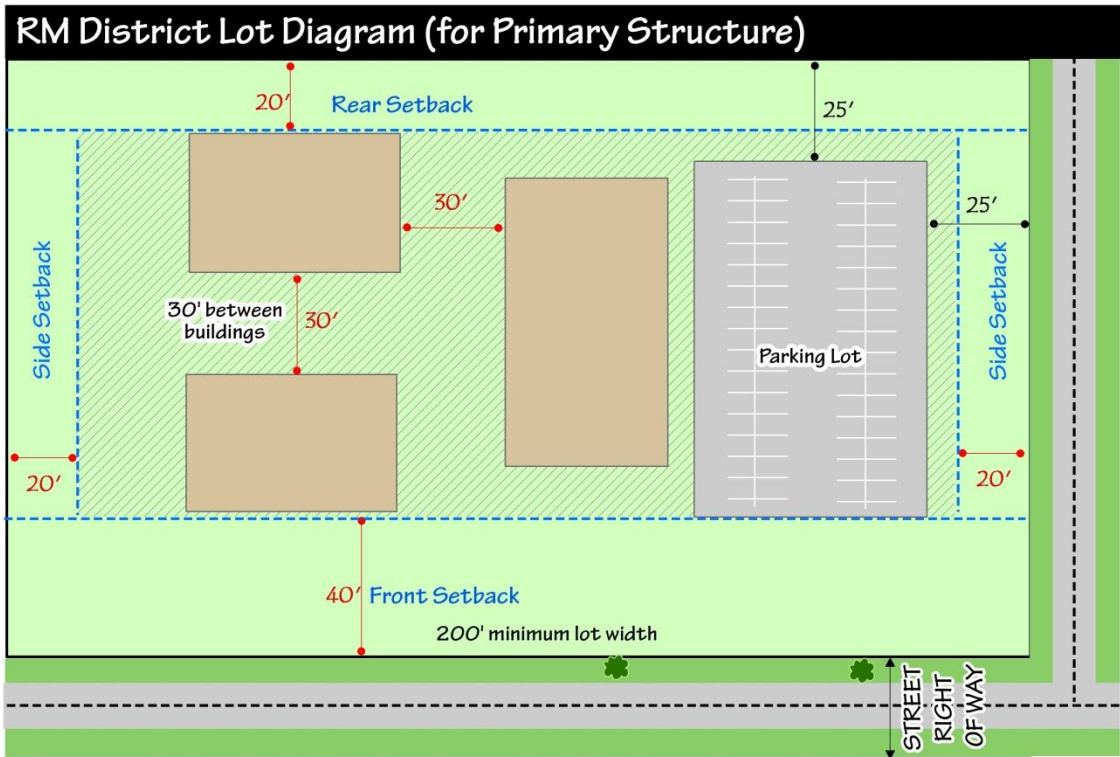 RM District Lot Diagram (for Primary Structure)
20'
Rear Setback
25'
30'
25'
Side Setback
30' between
buildings
30'
Parking Lot
Side Setback
20'
20'
40'
Front Setback
200' minimum lot width
STREET
RIGHT
OF WAY